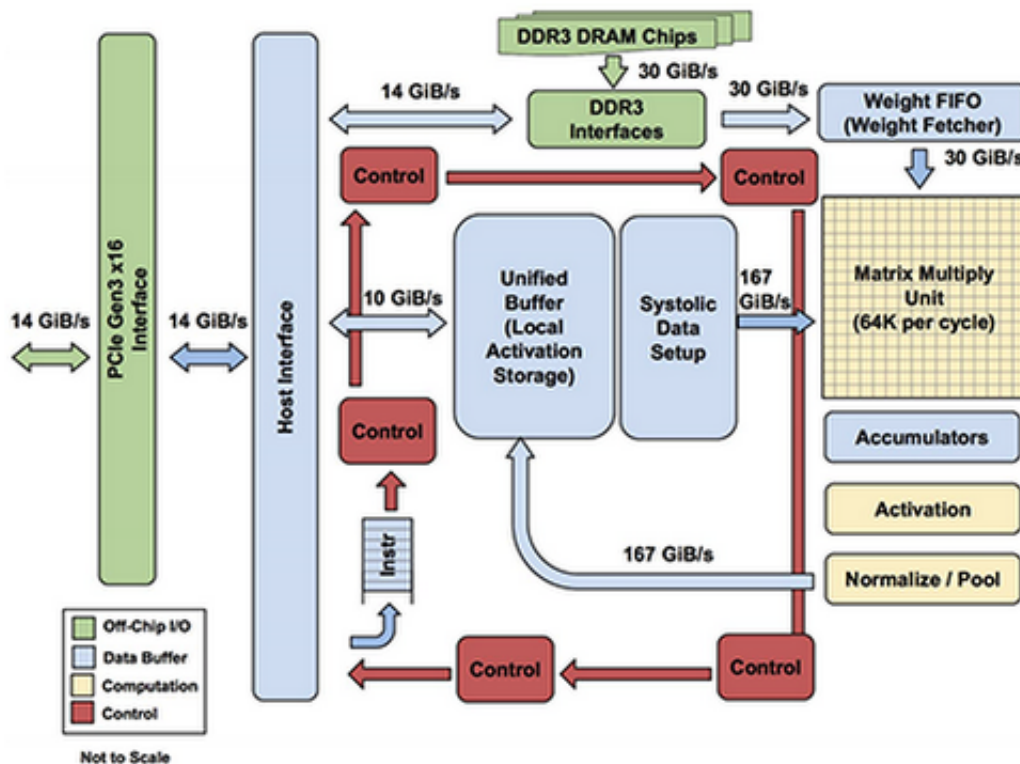 DDR3 DRAM Chips
30 GiB/s
14 GiB/s
30 GiB/s
DDR3
Interfaces
Weight FIFO
(Weight Fetcher)
30 GiB/s
Control
Control
PCIe Gen3 x16
Interface
Host Interface
Unified
Buffer
(Local
Activation
Storage)
Systolic
Data
Setup
167
GiB/s
Matrix Multiply
Unit
(64K per cycle)
10 GiB/s
14 GiB/s
14 GiB/s
Control
Accumulators
Activation
Instr
167 GiB/s
Normalize / Pool
Off-Chip I/O
Data Buffer
Computation
Control
Control
Control
Not to Scale